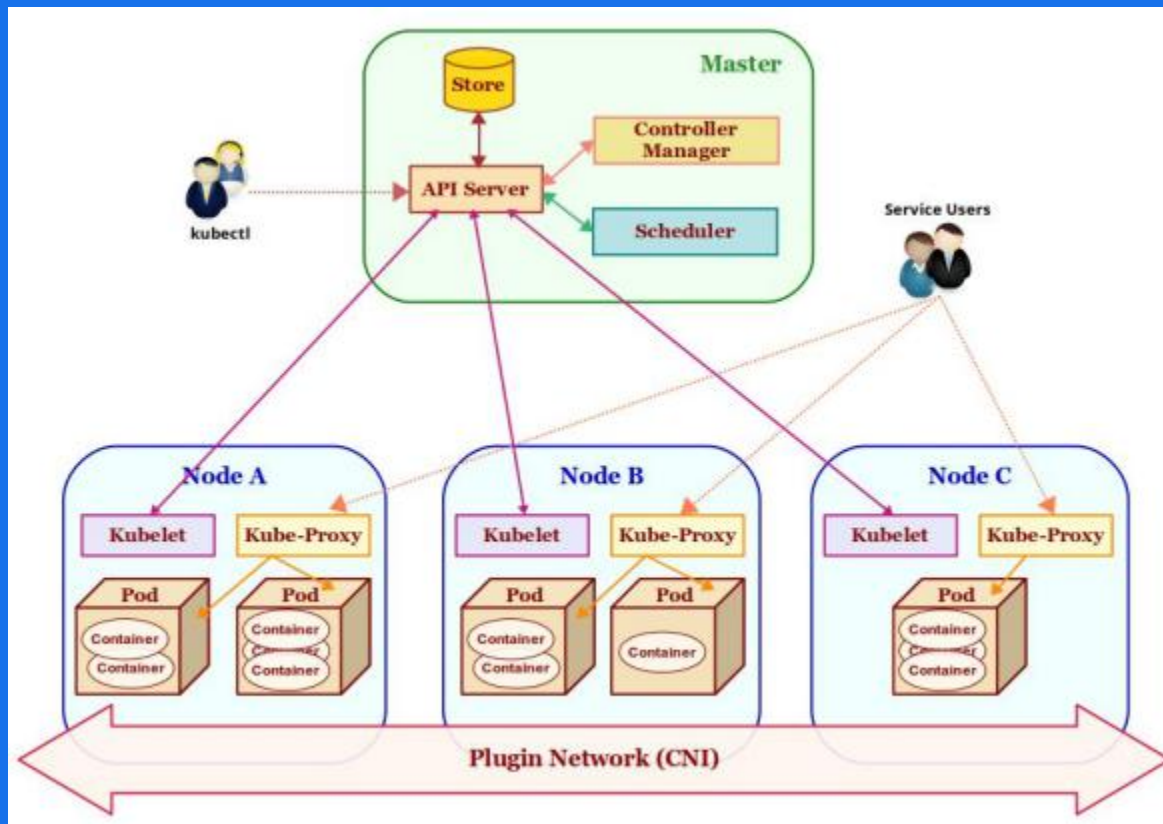 Master
Store
Controller
Manager
API Server
Scheduler
kubectl
Service Users
Node A
Kubelet
Kube-Proxy
Pod
Container
Container
Pod
Container
Container
Container
Node B
Kubelet
Kube-Proxy
Pod
Container
Container
Pod
Container
Node C
Kubelet
Kube-Proxy
Pod
Container
Container
Container
Plugin Network (CNI)